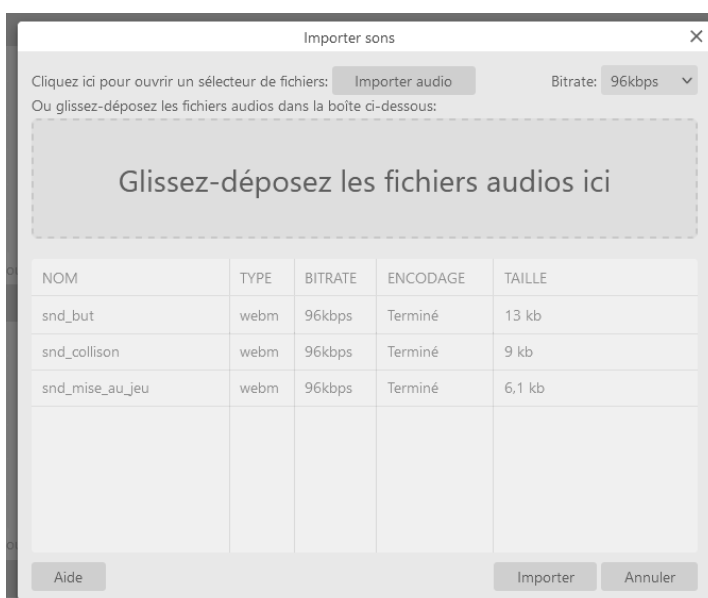 Importer sons
Cliquez ici pour ouvrir un sélecteur de fichiers: Importer audio Bitrate: 96kbps
Ou glissez-déposez les fichiers audios dans la boîte ci-dessous:
Glissez-déposez les fichiers audios ici
NOM TYPE BITRATE ENCODAGE TAILLE
snd_but webm 96kbps Terminé 13 kb
snd_collison webm 96kbps Terminé 9 kb
snd_mise_au_jeu webm 96kbps Terminé 6,1 kb
Aide Importer Annuler